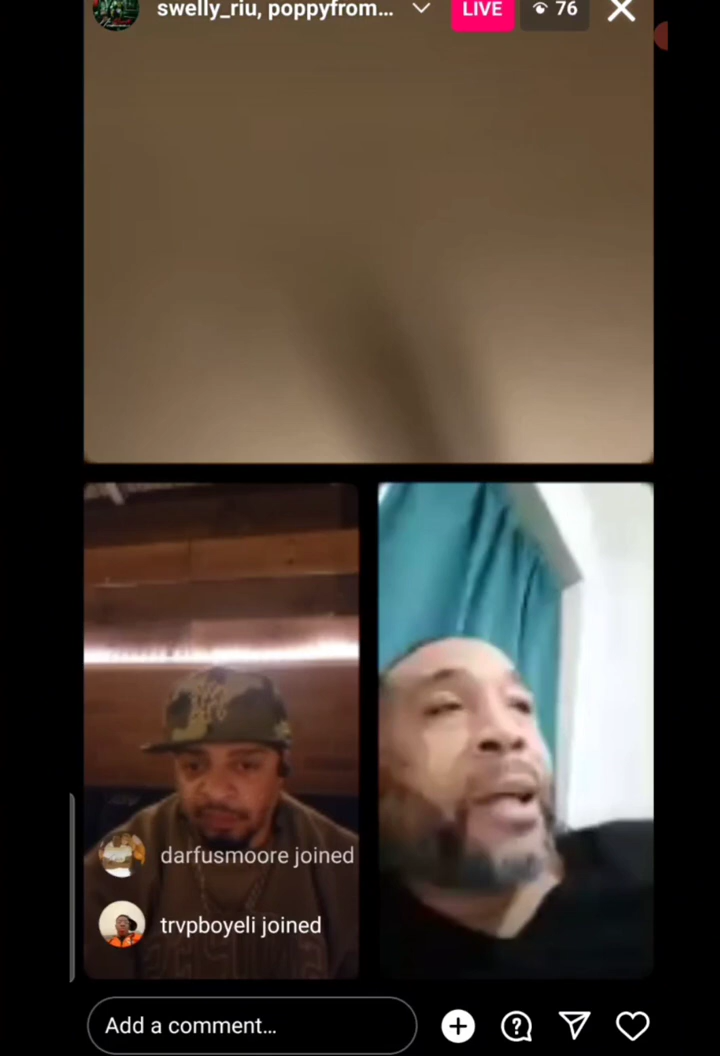 swelly_riu, poppyfrom...
LIVE
76
darfusmoore joined
trvpboyeli joined
Add a comment...